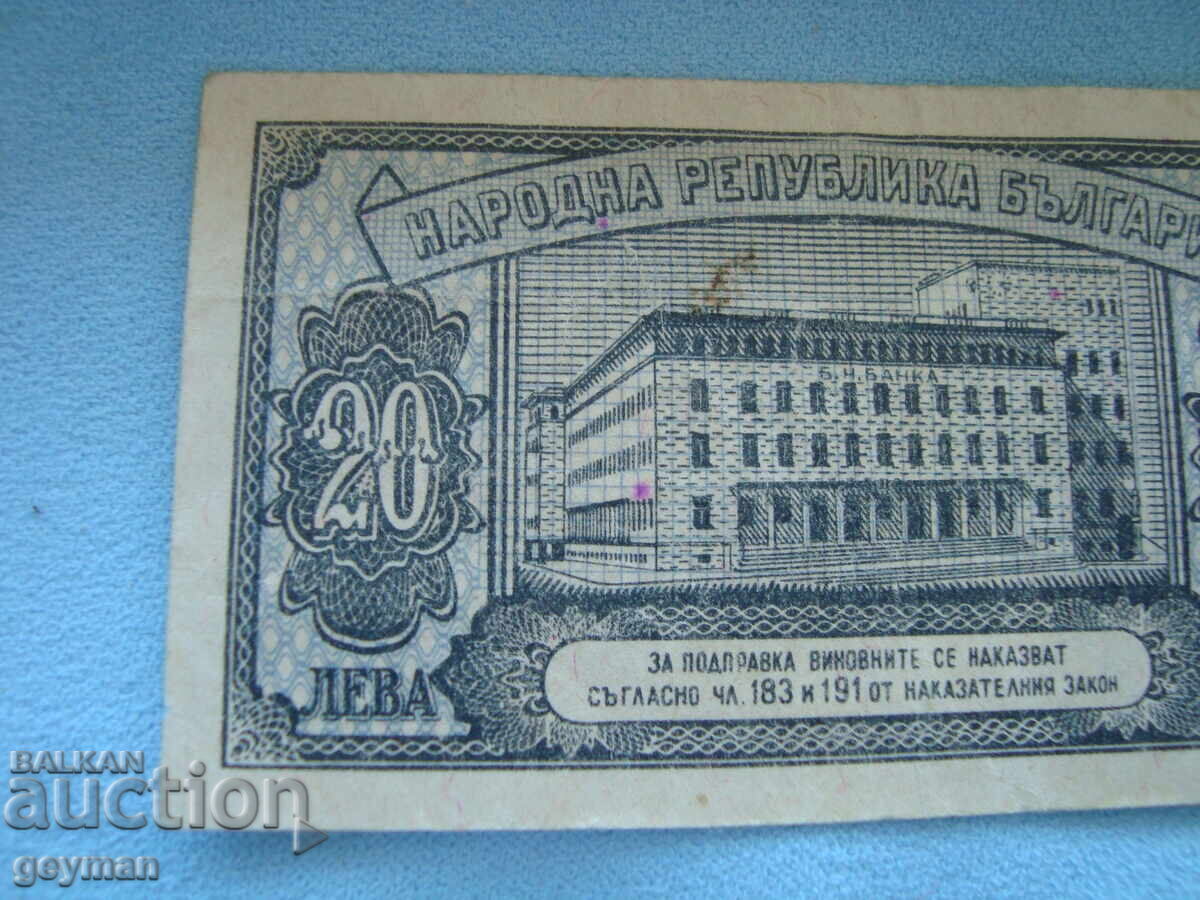 НАРОДНА РЕПУБЛИКА БЪЛГАРИ
Б.Н.БАНКА
20
ЛЕВА
ЗА ПОДПРАВКА ВИНОВНИТЕ СЕ НАКАЗВАТ
СЪГЛАСНО ЧЛ. 183 И 191 ОТ НАКАЗАТЕЛНИЯ ЗАКОН
BALKAN
auction
geyman